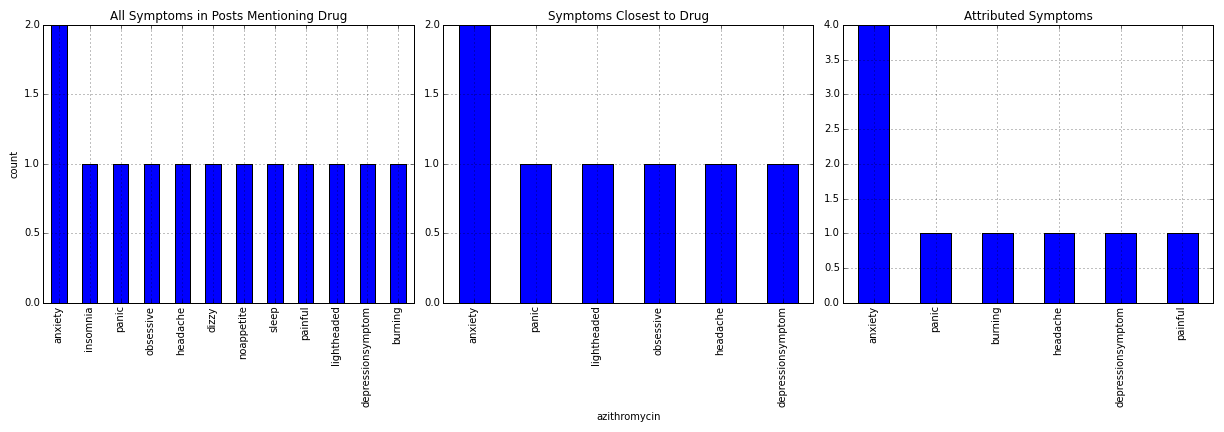 All Symptoms in Posts Mentioning Drug
Symptoms Closest to Drug
Attributed Symptoms
count
2.0
1.5
1.0
0.5
0.0
anxiety
insomnia
panic
obsessive
headache
dizzy
noappetite
sleep
painful
lightheaded
depressionsymptom
burning
2.0
1.5
1.0
0.5
0.0
anxiety
panic
lightheaded
obsessive
headache
depressionsymptom
azithromycin
4.0
3.5
3.0
2.5
2.0
1.5
1.0
0.5
0.0
anxiety
panic
burning
headache
depressionsymptom
painful